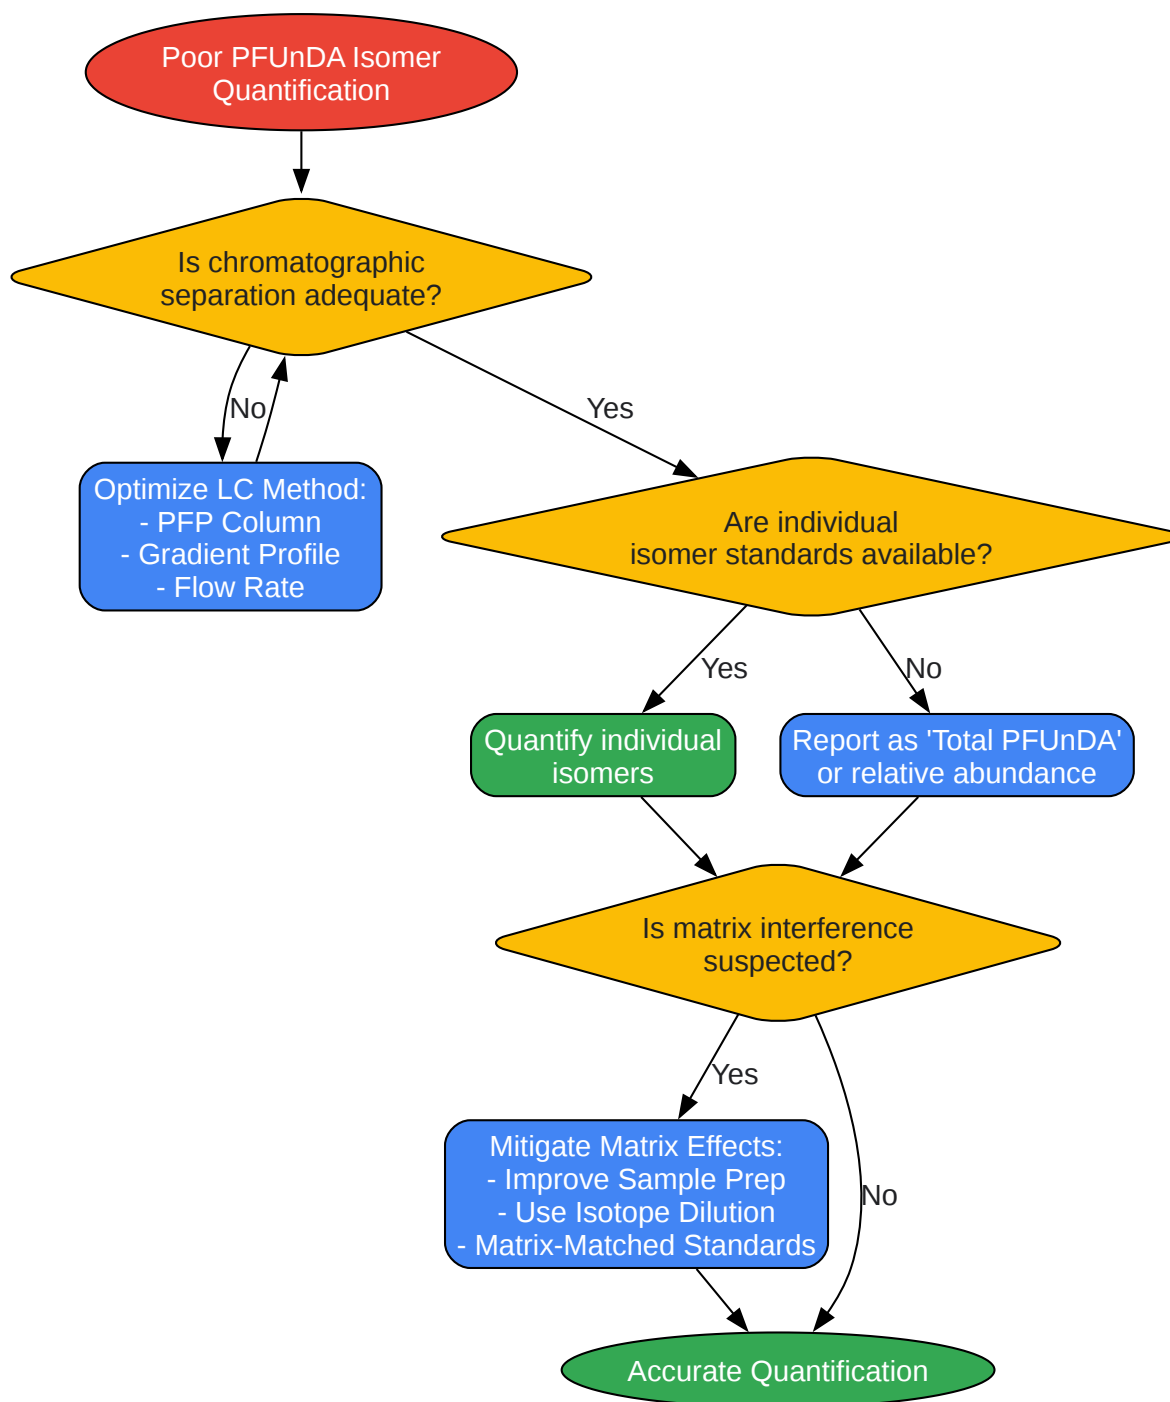 Poor PFUnDA Isomer
Quantification
Is chromatographic
separation adequate?
No
Yes
Optimize LC Method:
- PFP Column
- Gradient Profile
- Flow Rate
Are individual
isomer standards available?
Yes
No
Quantify individual
isomers
Report as 'Total PFUnDA'
or relative abundance
Is matrix interference
suspected?
Yes
No
Mitigate Matrix Effects:
- Improve Sample Prep
- Use Isotope Dilution
- Matrix-Matched Standards
Accurate Quantification